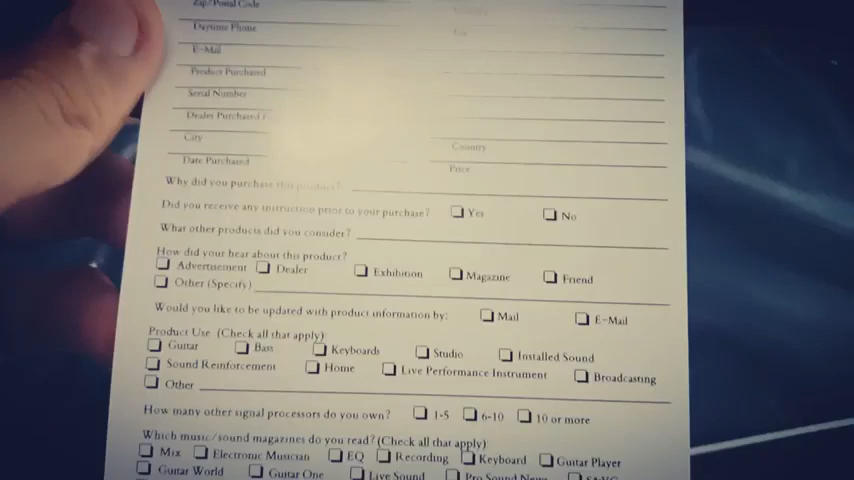 Zip/Postal Code
Daytime Phone Fax
E-Mail
Product Purchased
Serial Number
Dealer Purchased
City Country
Date Purchased Price
Why did you purchase this product?
Did you receive any instruction prior to your purchase? Yes No
What other products did you consider?
How did your hear about this product?
Advertisement Dealer Exhibition Magazine Friend
Other (Specify)
Would you like to be updated with product information by: Mail E-Mail
Product Use (Check all that apply):
Guitar Bass Keyboards Studio Installed Sound
Sound Reinforcement Home Live Performance Instrument Broadcasting
Other
How many other signal processors do you own? 1-5 6-10 10 or more
Which music/sound magazines do you read? (Check all that apply):
Mix Electronic Musician EQ Recording Keyboard Guitar Player
Guitar World Guitar One Live Sound Pro Sound News